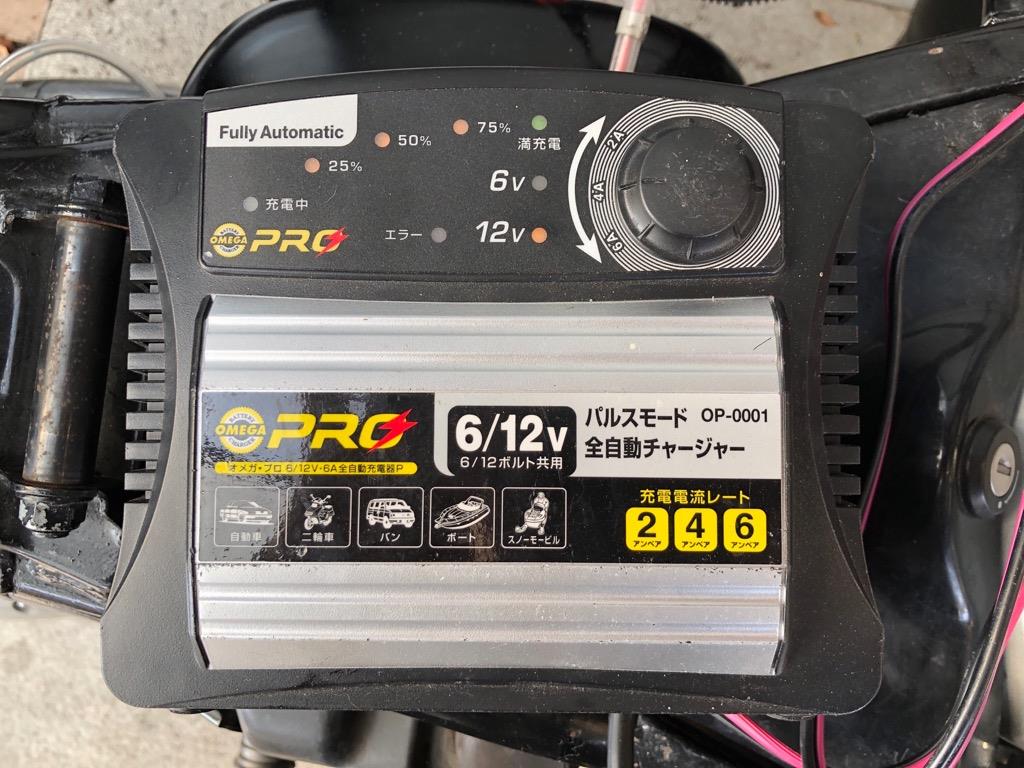 Fully Automatic
25%
50%
75%
満充電
6V
12V
充電中
エラー
BATTERY
OMEGA
CHARGER
PRO
2A
4A
6A
BATTERY
OMEGA
CHARGER
PRO
オメガ・プロ 6/12V・6A全自動充電器P
6/12V
6/12ボルト共用
パルスモード OP-0001
全自動チャージャー
自動車
二輪車
バン
ボート
スノーモービル
充電電流レート
2 4 6
アンペア アンペア アンペア